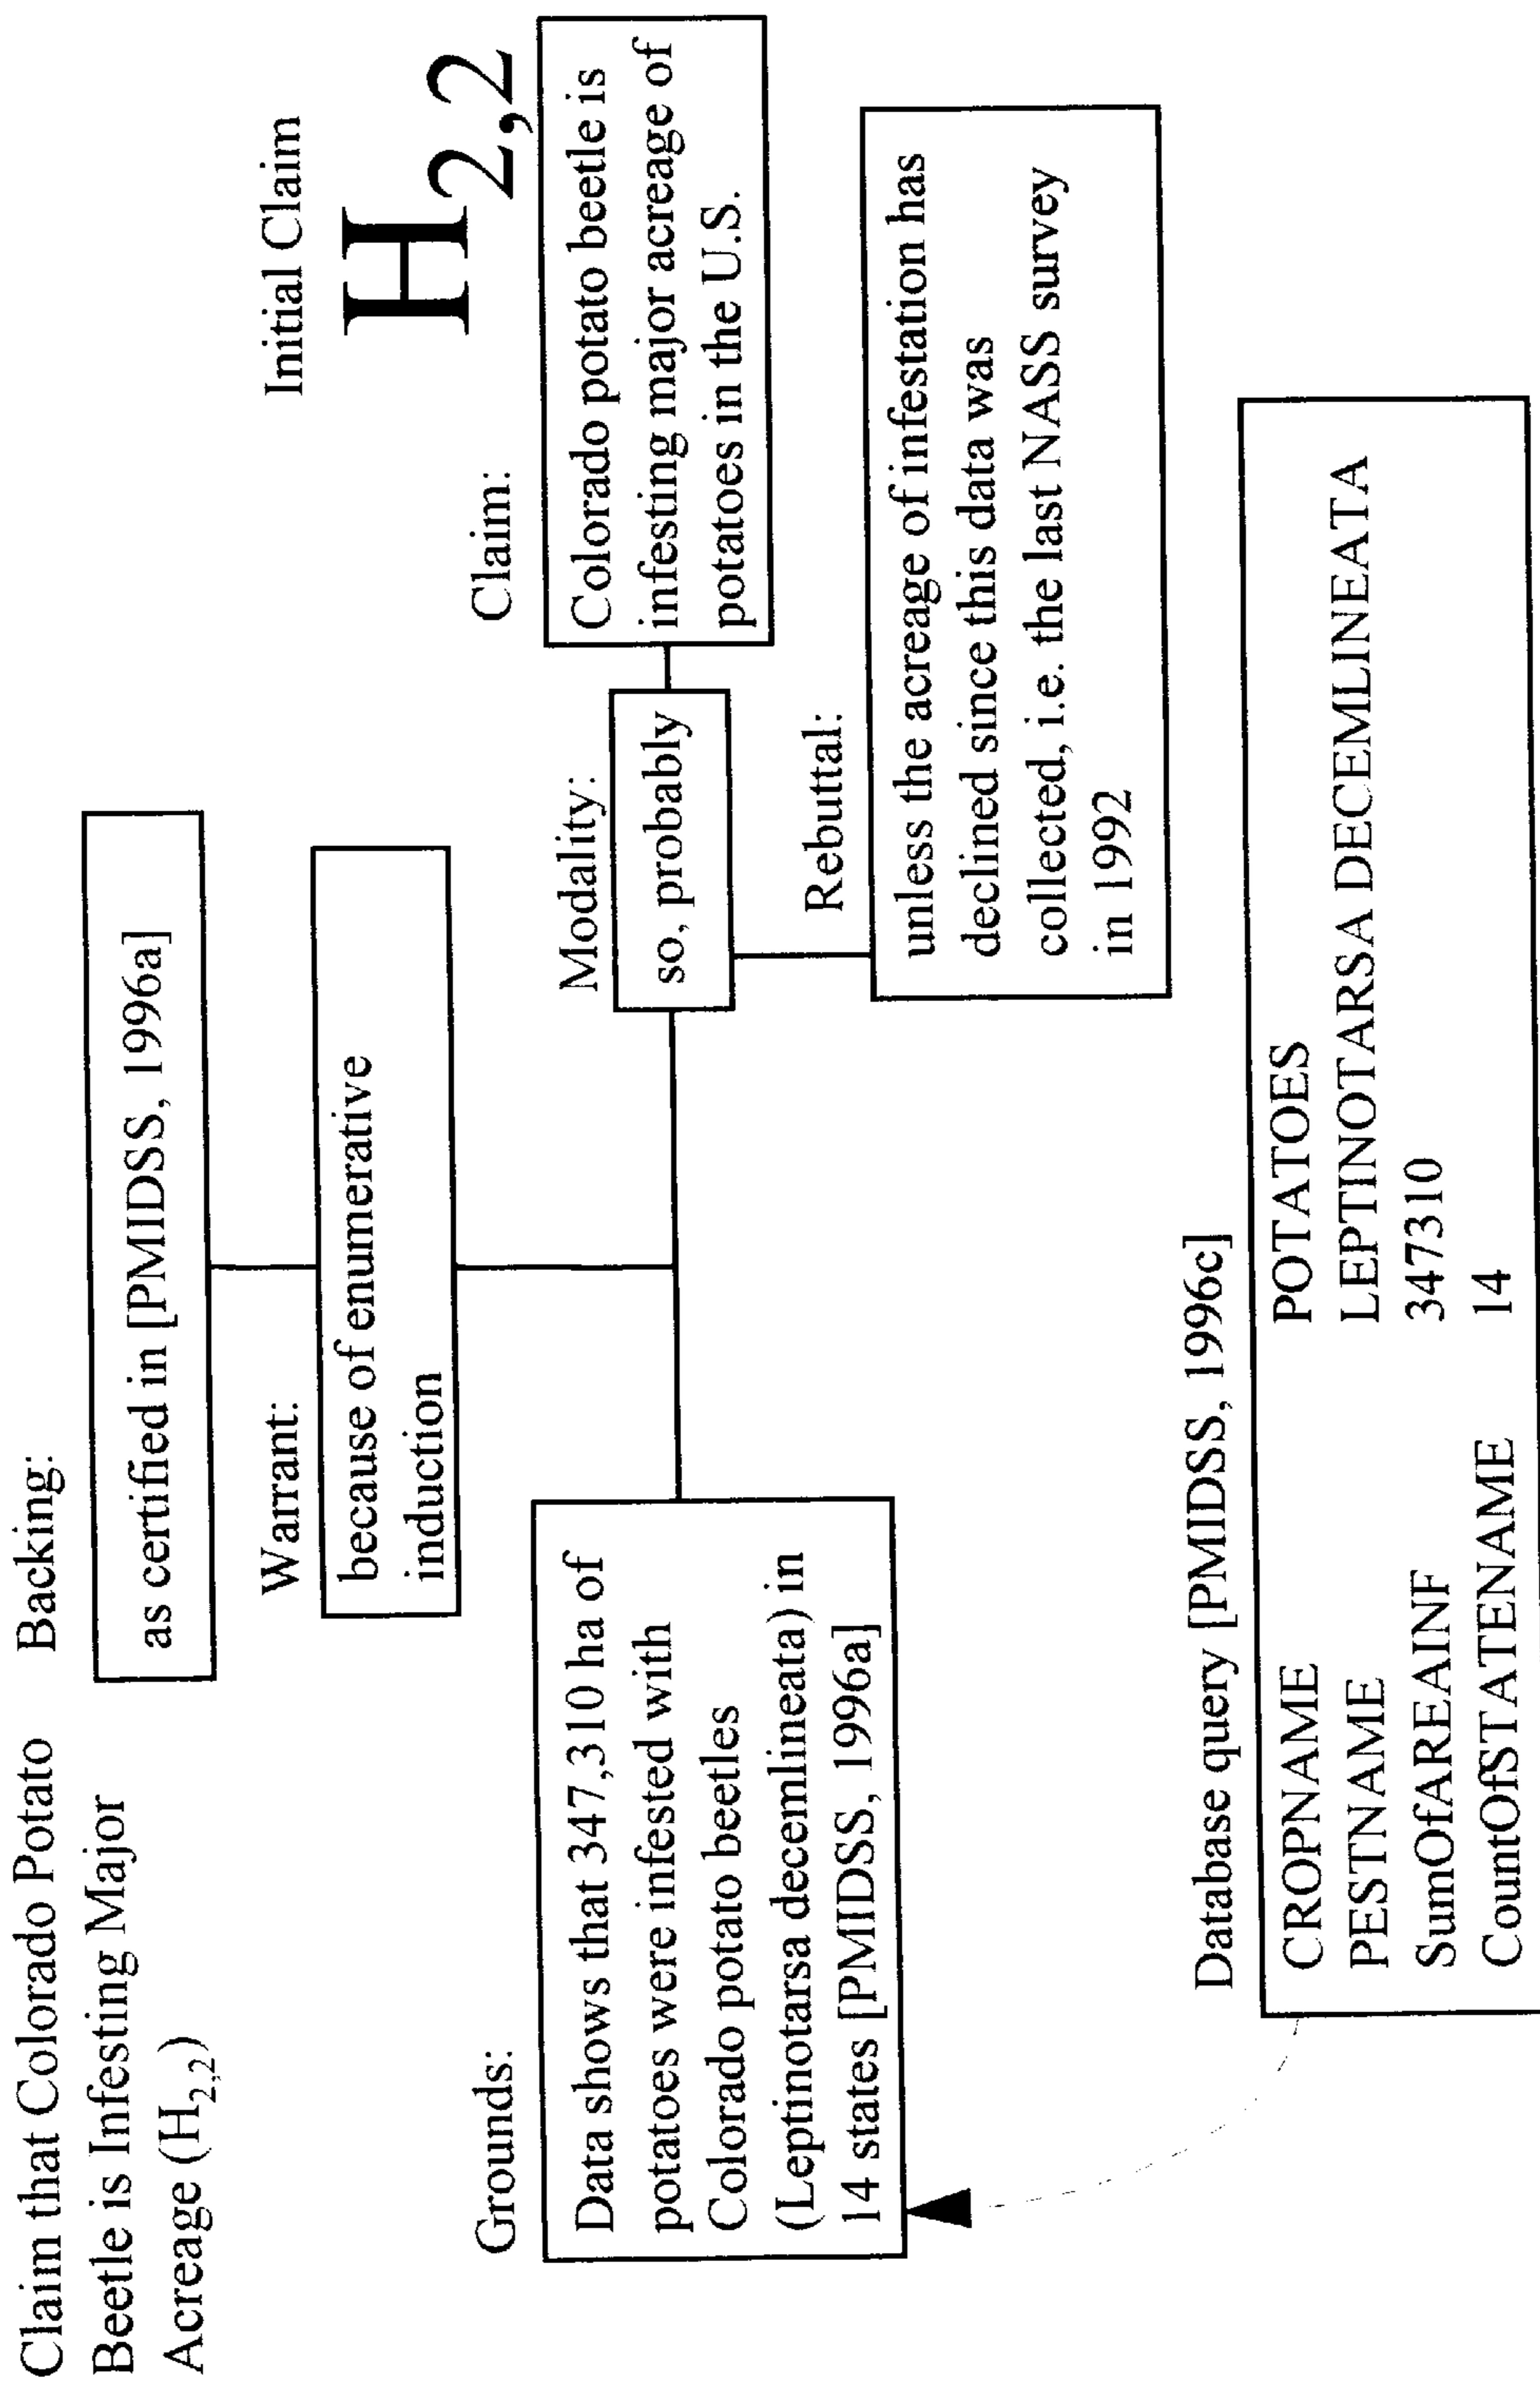 Claim that Colorado Potato
Beetle is Infesting Major
Acreage (H2,2)
Backing:
as certified in [PMIDSS, 1996a]
Warrant:
because of enumerative
induction
Initial Claim
H2,2
Grounds:
Data shows that 347,310 ha of
potatoes were infested with
Colorado potato beetles
(Leptinotarsa decemlineata) in
14 states [PMIDSS, 1996a]
Modality:
so, probably
Claim:
Colorado potato beetle is
infesting major acreage of
potatoes in the U.S.
Rebuttal:
unless the acreage of infestation has
declined since this data was
collected, i.e. the last NASS survey
in 1992
Database query [PMIDSS, 1996c]
CROPNAME POTATOES
PESTNAME LEPTINOTARSA DECEMLINEATA
SumOfAREAINF 347310
CountOfSTATENAME 14